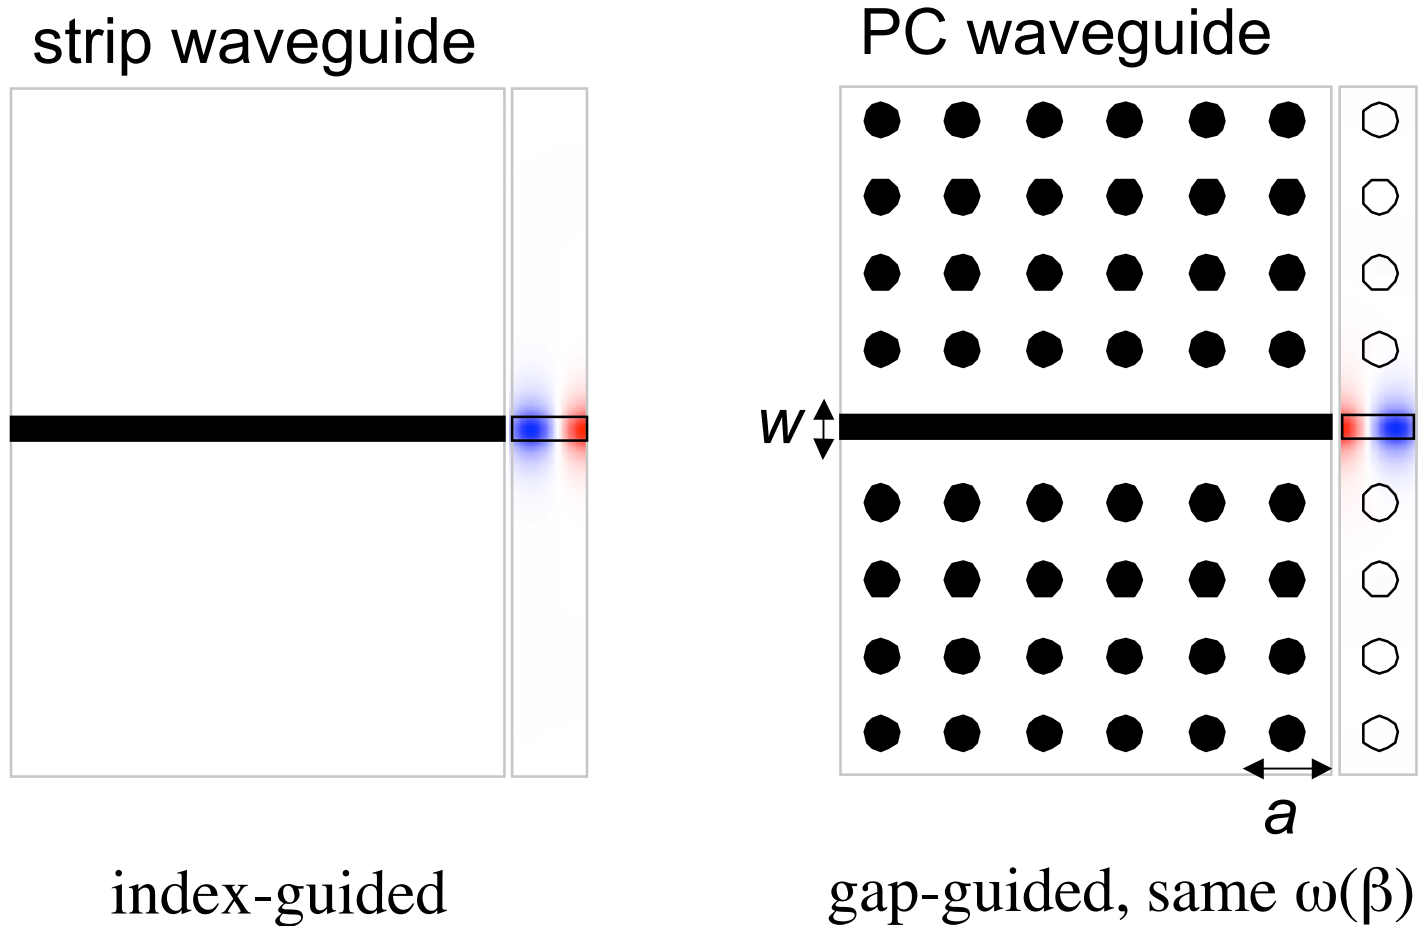 strip waveguide
PC waveguide
w
a
index-guided
gap-guided, same ω(β)